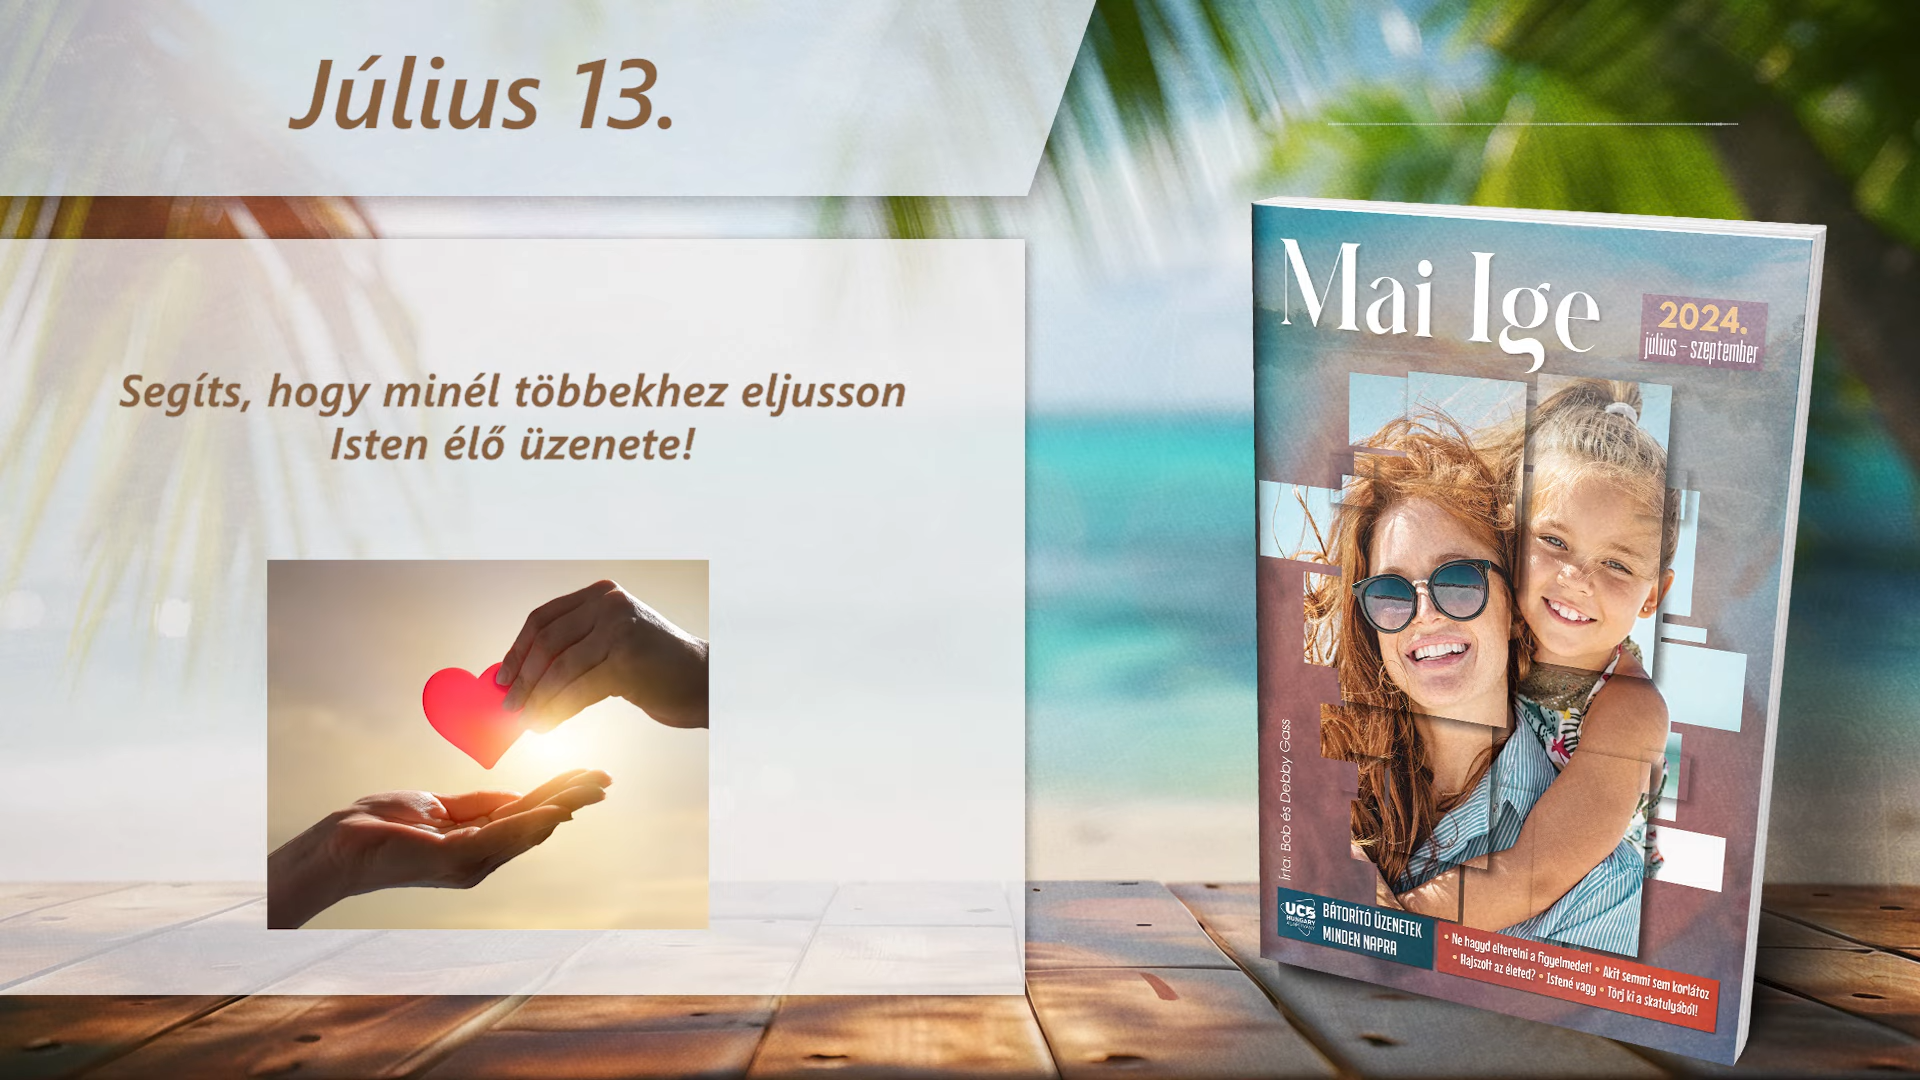 Július 13.
Segíts, hogy minél többekhez eljusson
Isten élő üzenete!
Mai Ige
2024.
július – szeptember
Írta: Bob és Debby Gass
UCB
HUNGARY
BÁTORÍTÓ ÜZENETEK
MINDEN NAPRA
• Ne hagyd elterelni a figyelmedet! • Akit semmi sem korlátoz
• Hajszolt az életed? • Istené vagy • Törj ki a skatulyából!